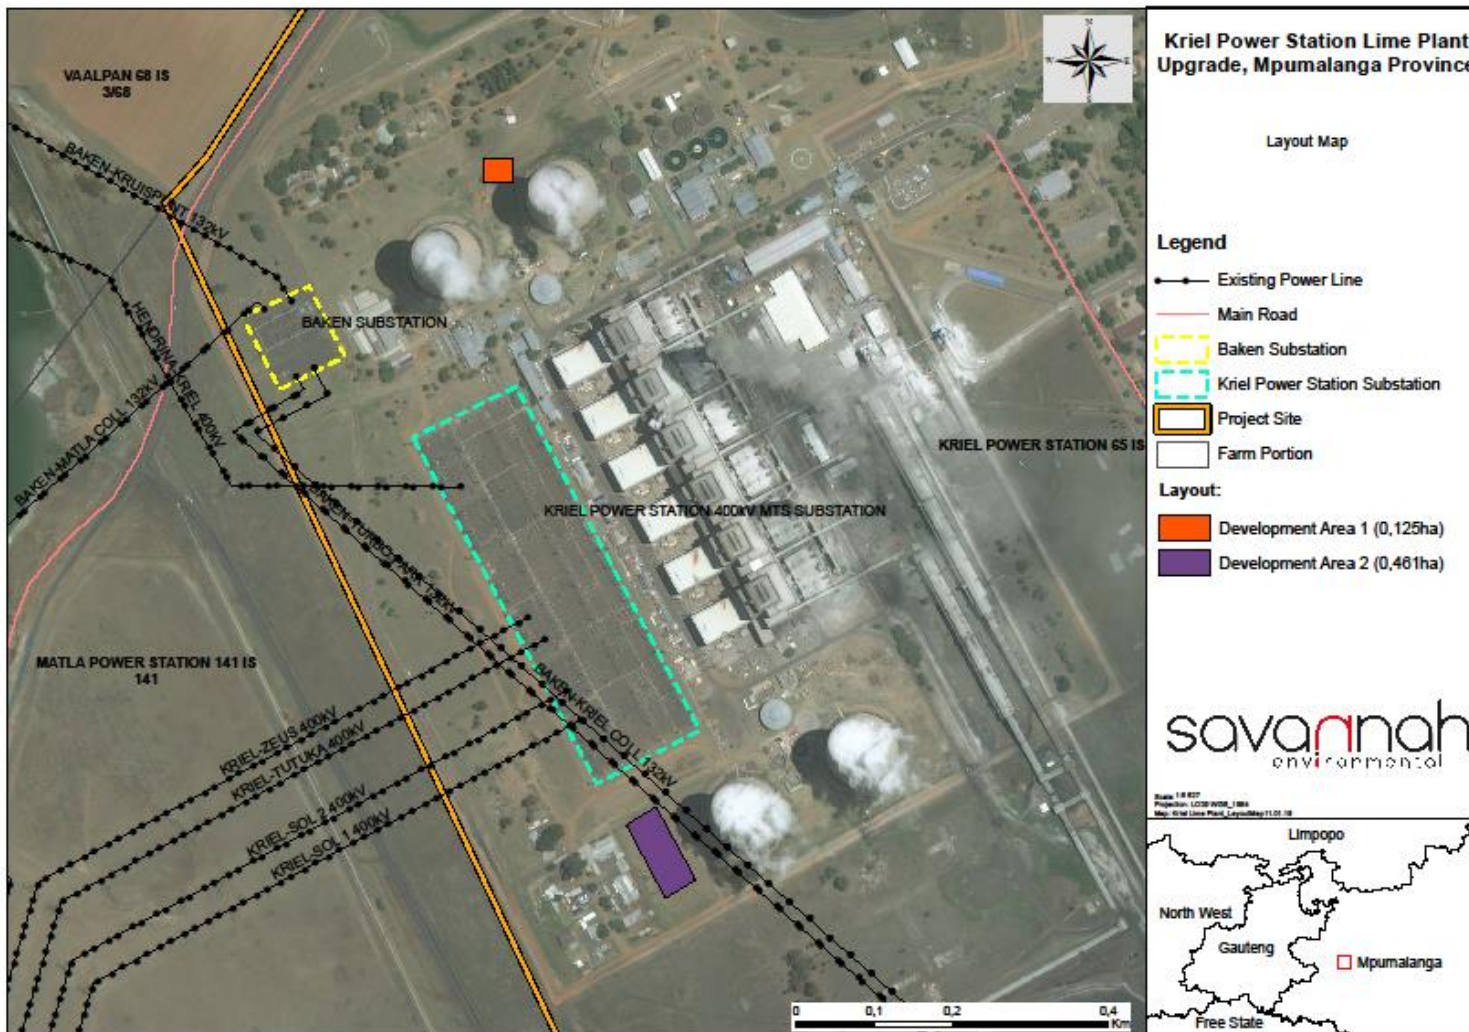 Kriel Power Station Lime Plant
Upgrade, Mpumalanga Province
Layout Map
Legend
Existing Power Line
Main Road
Baken Substation
Kriel Power Station Substation
Project Site
Farm Portion
Layout:
Development Area 1 (0,125ha)
Development Area 2 (0,461ha)
savannah
environmental
Limpopo
North West
Gauteng
Mpumalanga
Free State
N
W
E
S
VAALPAN 68 IS
3/68
BAKEN-KRUISPUNT 132kV
HENDRINA-KRIEL 400kV
BAKEN-MATLA COLL 132kV
BAKEN SUBSTATION
KRIEL POWER STATION 65 IS
KRIEL POWER STATION 400kV MTS SUBSTATION
MATLA POWER STATION 141 IS
141
BAKEN-KRIEL COLL 132kV
KRIEL-ZEUS 400kV
KRIEL-TUTUKA 400kV
KRIEL-SOL 2 400kV
KRIEL-SOL 1 400kV
0 0,1 0,2 0,4
Km